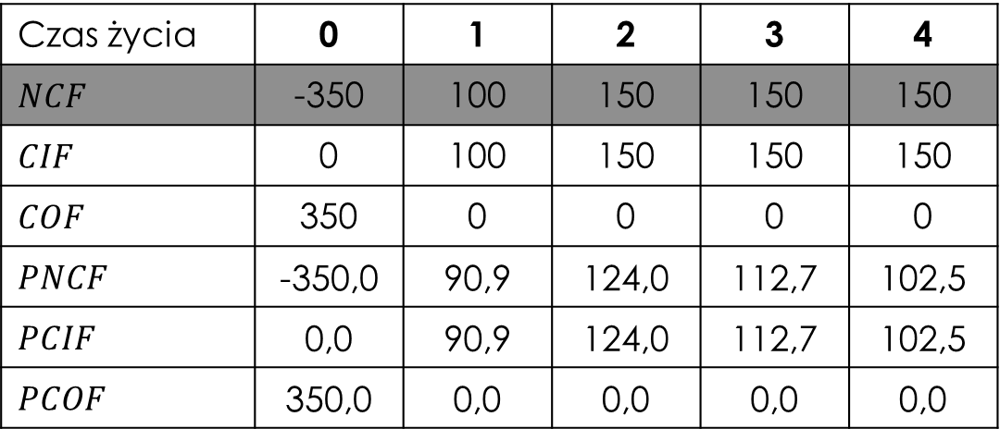 Czas życia 0 1 2 3 4
NCF -350 100 150 150 150
CIF 0 100 150 150 150
COF 350 0 0 0 0
PNCF -350,0 90,9 124,0 112,7 102,5
PCIF 0,0 90,9 124,0 112,7 102,5
PCOF 350,0 0,0 0,0 0,0 0,0